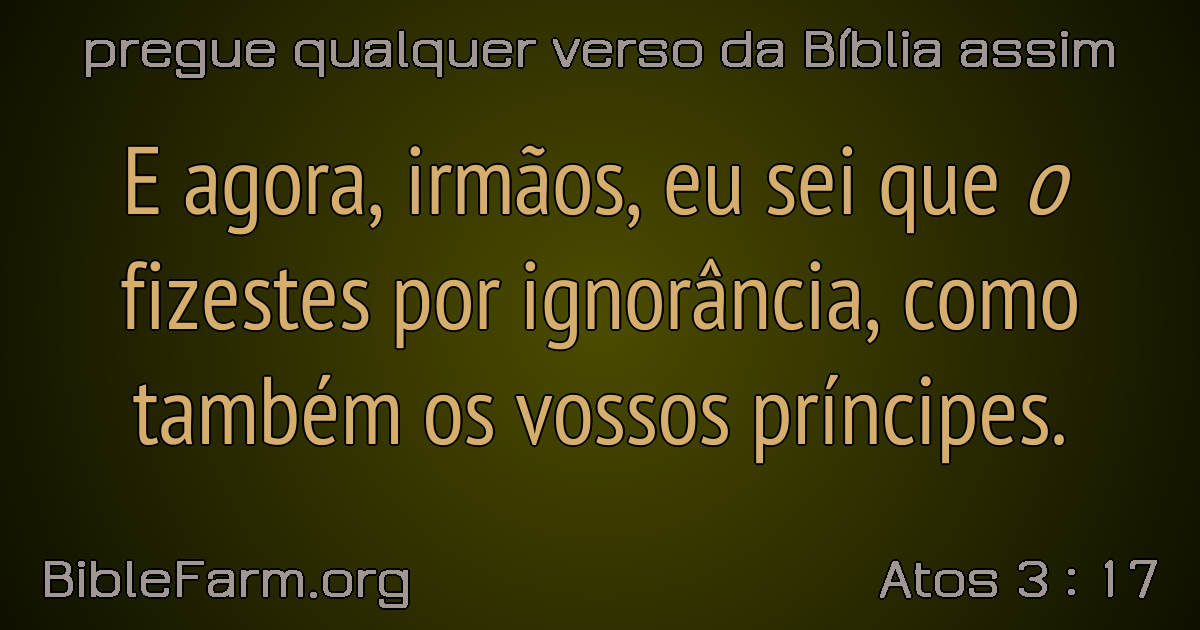 pregue qualquer verso da Bíblia assim
E agora, irmãos, eu sei que o
fizestes por ignorância, como
também os vossos príncipes.
BibleFarm.org
Atos 3 : 17